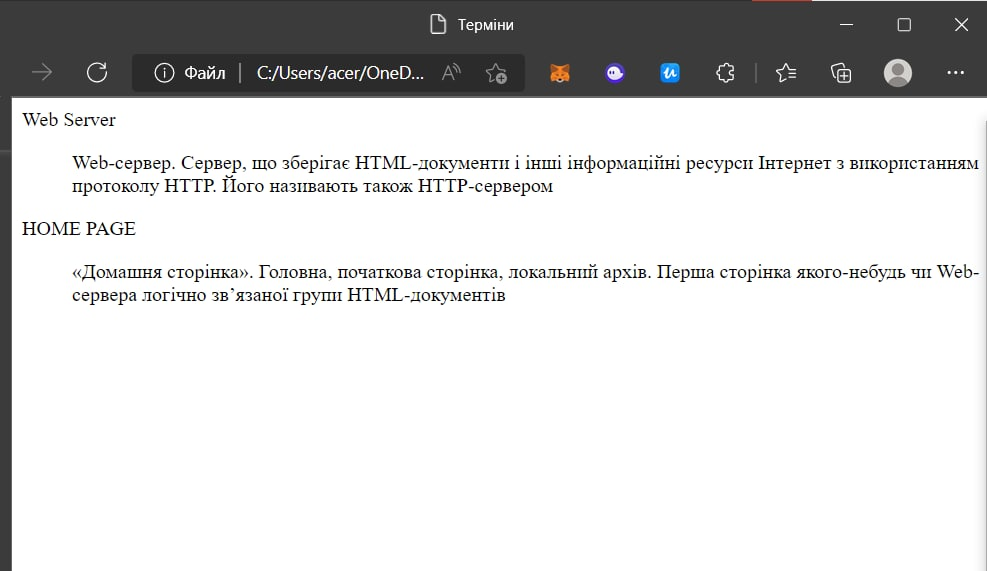 Терміни
Файл
C:/Users/acer/OneD...
Web Server
Web-сервер. Сервер, що зберігає HTML-документи і інші інформаційні ресурси Інтернет з використанням
протоколу HTTP. Його називають також HTTP-сервером
HOME PAGE
«Домашня сторінка». Головна, початкова сторінка, локальний архів. Перша сторінка якого-небудь чи Web-
сервера логічно зв’язаної групи HTML-документів